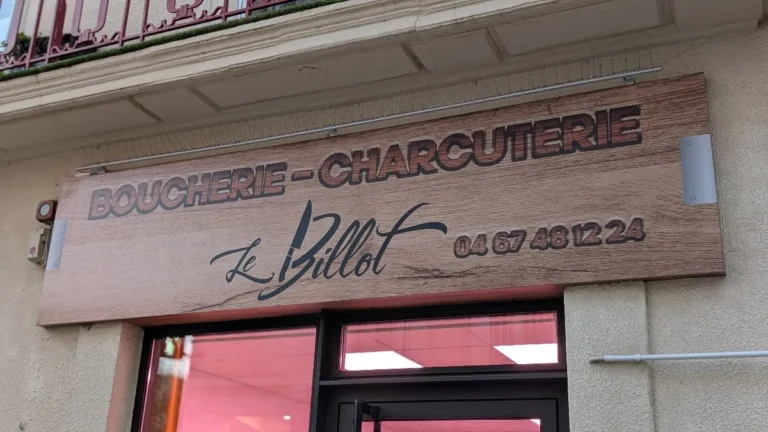 BOUCHERIE - CHARCUTERIE
Le Billot
04 67 48 12 24